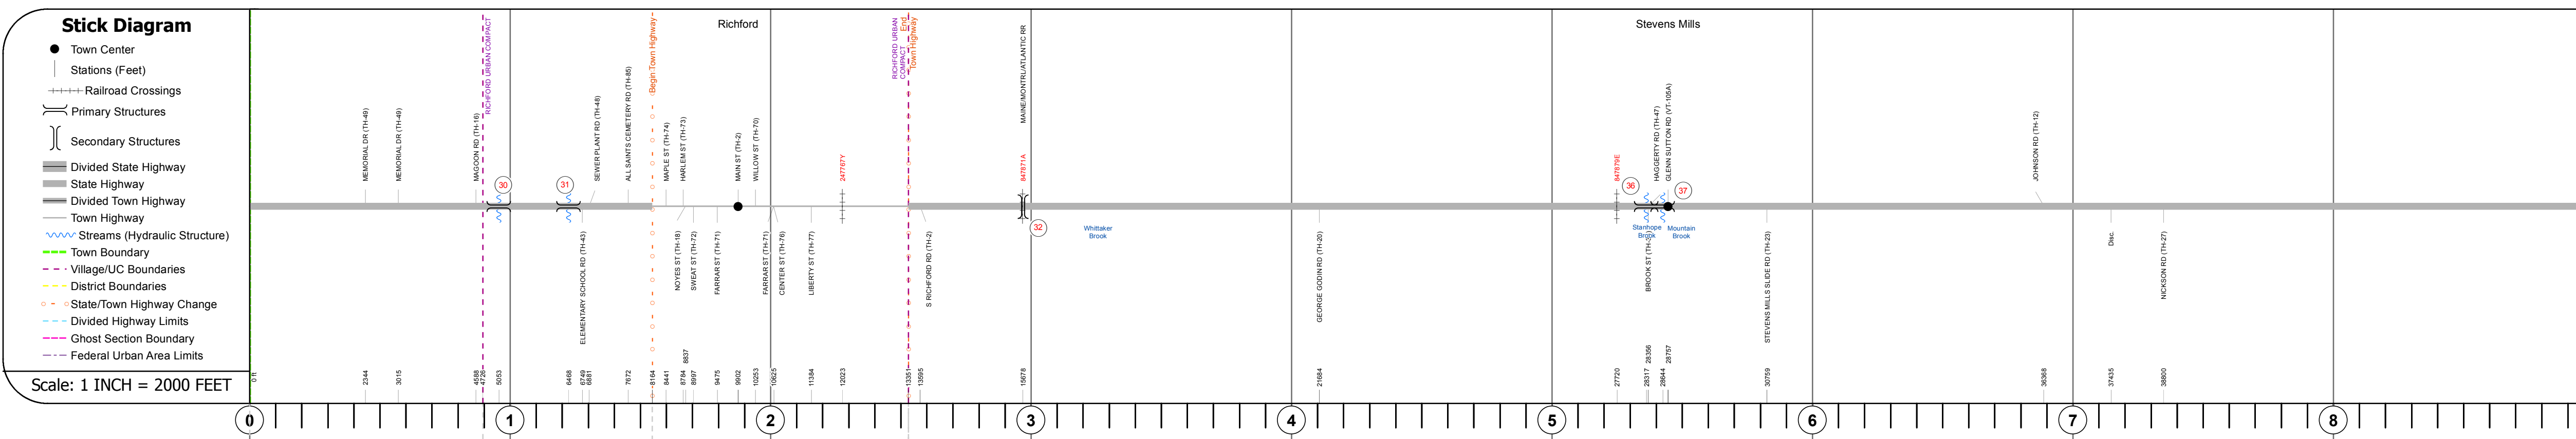 Stick Diagram
Town Center
Stations (Feet)
Railroad Crossings
Primary Structures
Secondary Structures
Divided State Highway
State Highway
Divided Town Highway
Town Highway
Streams (Hydraulic Structure)
Town Boundary
Village/UC Boundaries
District Boundaries
State/Town Highway Change
Divided Highway Limits
Ghost Section Boundary
Federal Urban Area Limits
Scale: 1 INCH = 2000 FEET
Richford
Stevens Mills
RICHFORD URBAN COMPACT
Begin Town Highway
RICHFORD URBAN
COMPACT
End
Town Highway
MEMORIAL DR (TH-49)
MEMORIAL DR (TH-49)
MAGOON RD (TH-16)
SEWER PLANT RD (TH-48)
ALL SAINTS CEMETERY RD (TH-85)
MAPLE ST (TH-74)
HARLEM ST (TH-73)
MAIN ST (TH-2)
WILLOW ST (TH-70)
247767Y
MAINE/MONTRL/ATLANTIC RR
847871A
847879E
HAGGERTY RD (TH-47)
GLENN SUTTON RD (VT-105A)
JOHNSON RD (TH-12)
30
31
32
36
37
ELEMENTARY SCHOOL RD (TH-43)
NOYES ST (TH-18)
SWEAT ST (TH-72)
FARRAR ST (TH-71)
FARRAR ST (TH-71)
CENTER ST (TH-76)
LIBERTY ST (TH-77)
S RICHFORD RD (TH-2)
Whittaker
Brook
GEORGE GODIN RD (TH-20)
Stanhope
Brook
Mountain
Brook
BROOK ST
STEVENS MILLS SLIDE RD (TH-23)
Disc.
NICKSON RD (TH-27)
0 ft
2344
3015
4588
4726
5053
6468
6749
6881
7672
8164
8441
8784
8837
8997
9475
9902
10253
10625
11384
12023
13351
13595
15678
21684
27720
28317
28356
28644
28757
30759
36368
37435
38800
0
1
2
3
4
5
6
7
8